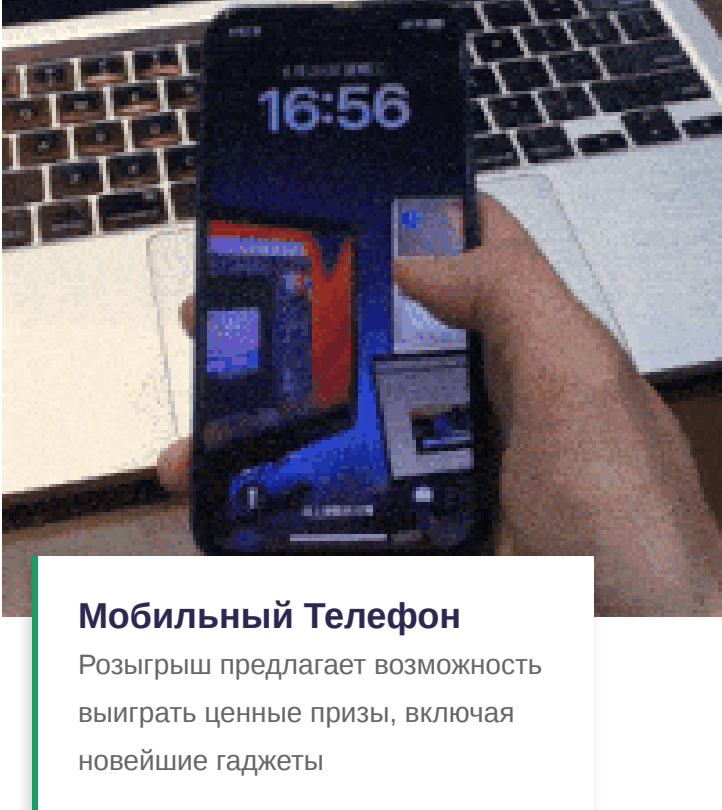 16:56
Мобильный Телефон
Розыгрыш предлагает возможность
выиграть ценные призы, включая
новейшие гаджеты